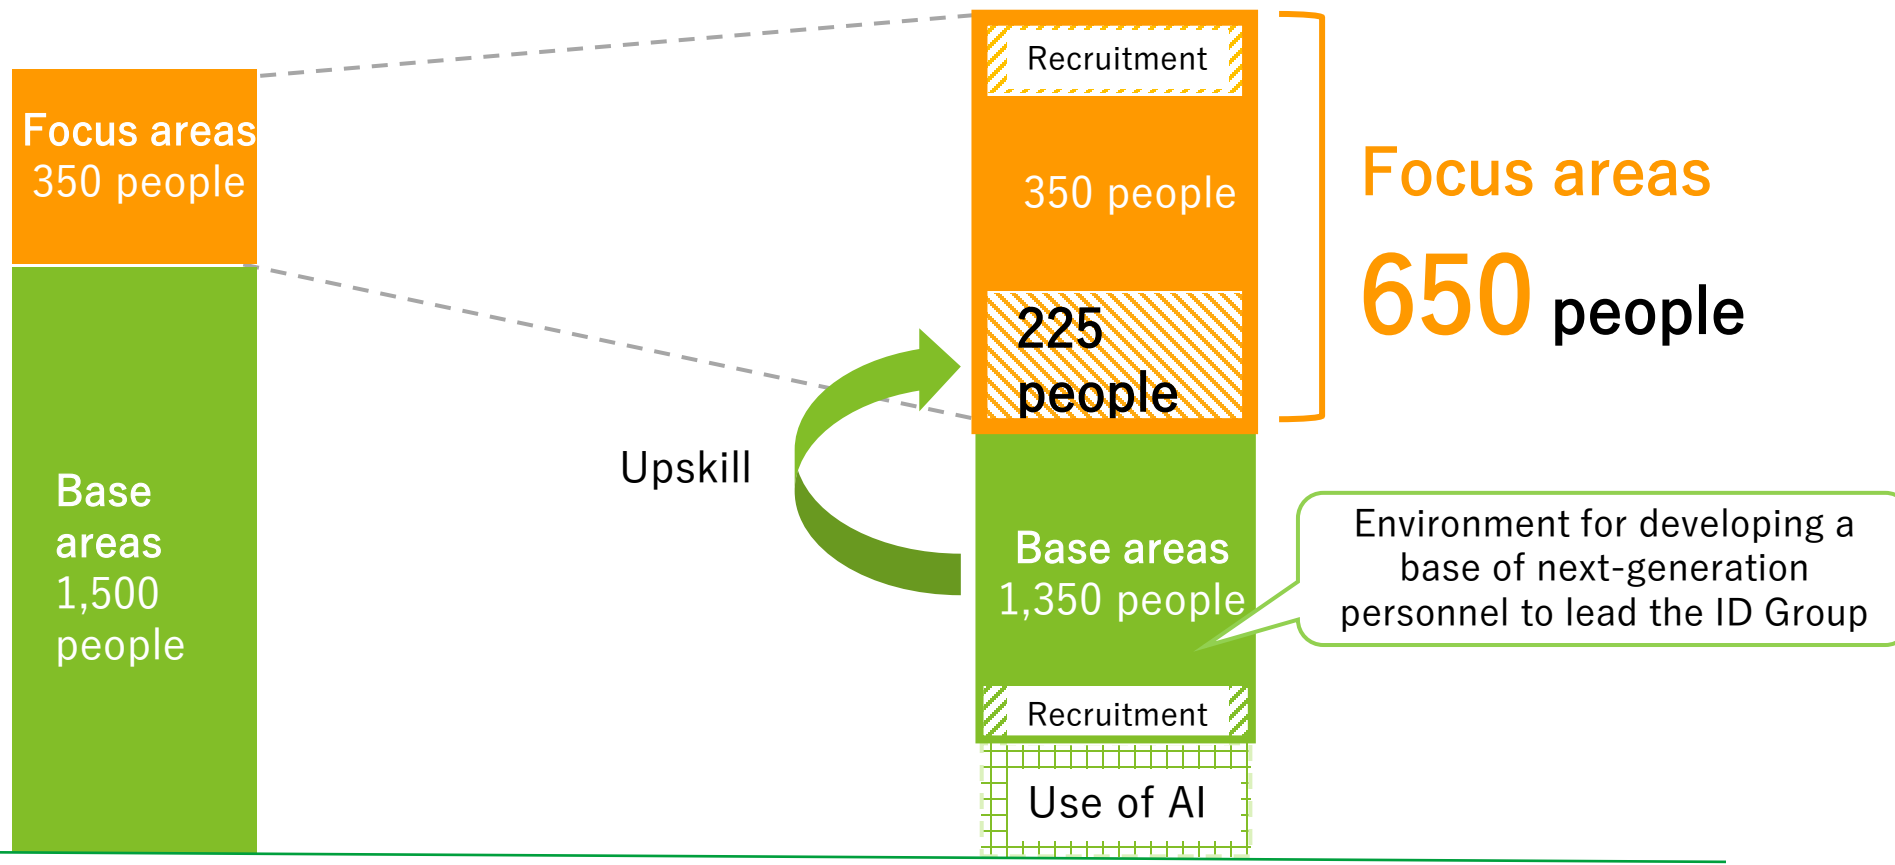 Focus areas
350 people
Base
areas
1,500
people
Upskill
Recruitment
350 people
225
people
Base areas
1,350 people
Recruitment
Use of AI
Focus areas
650 people
Environment for developing a
base of next-generation
personnel to lead the ID Group